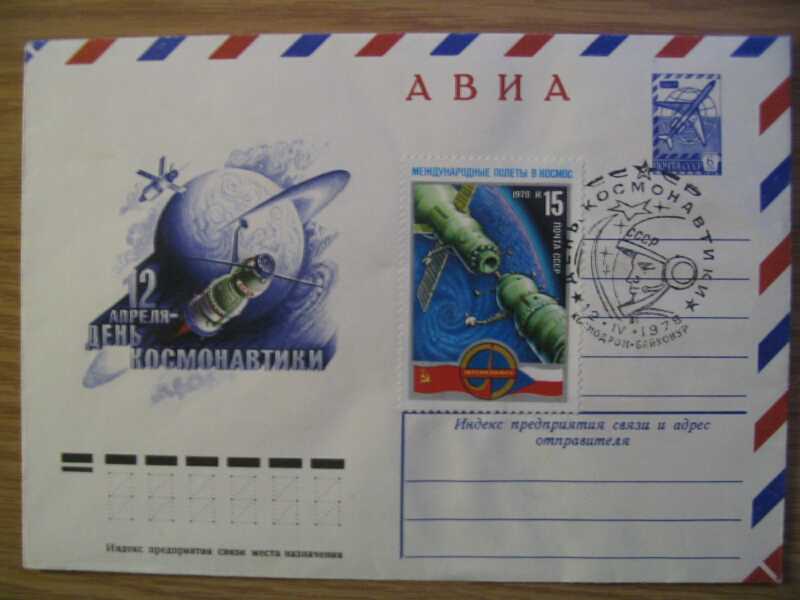 АВИА
ПОЧТА СССР
6
МЕЖДУНАРОДНЫЕ ПОЛЕТЫ В КОСМОС
1978 К 15
ПОЧТА СССР
ДЕНЬ КОСМОНАВТИКИ
СССР
12·IV·1978
КОСМОДРОМ-БАЙКОНУР
12
АПРЕЛЯ-
ДЕНЬ
КОСМОНАВТИКИ
Индекс предприятия связи и адрес
отправителя
Индекс предприятия связи места назначения